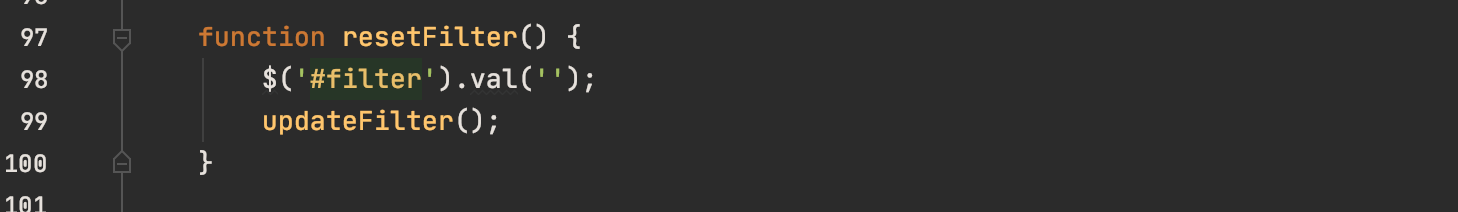 97 function resetFilter() {
98 $('#filter').val('');
99 updateFilter();
100 }
101